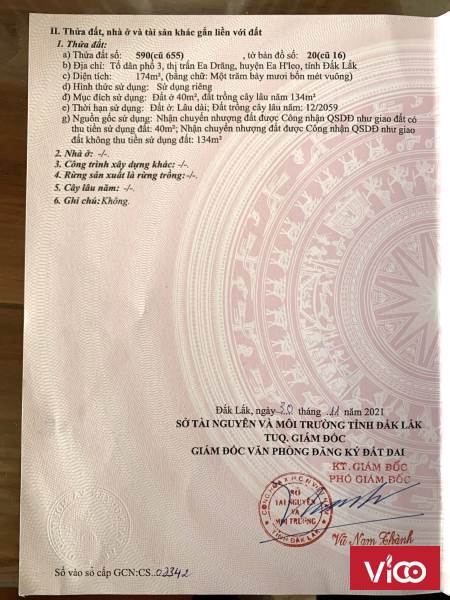 II. Thửa đất, nhà ở và tài sản khác gắn liền với đất
1. Thửa đất:
a) Thửa đất số: 590(cũ 655) , tờ bản đồ số: 20(cũ 16)
b) Địa chỉ: Tổ dân phố 3, thị trấn Ea Drăng, huyện Ea H'leo, tỉnh Đắk Lắk
c) Diện tích: 174m², (bằng chữ: Một trăm bảy mươi bốn mét vuông)
d) Hình thức sử dụng: Sử dụng riêng
đ) Mục đích sử dụng: Đất ở 40m², đất trồng cây lâu năm 134m²
e) Thời hạn sử dụng: Đất ở: Lâu dài; Đất trồng cây lâu năm: 12/2059
g) Nguồn gốc sử dụng: Nhận chuyển nhượng đất được Công nhận QSDĐ như giao đất có
thu tiền sử dụng đất: 40m²; Nhận chuyển nhượng đất được Công nhận QSDĐ như giao
đất không thu tiền sử dụng đất: 134m²
2. Nhà ở: -/-.
3. Công trình xây dựng khác: -/-.
4. Rừng sản xuất là rừng trồng: -/-.
5. Cây lâu năm: -/-.
6. Ghi chú: Không.
Đắk Lắk, ngày 30 tháng 11 năm 2021
SỞ TÀI NGUYÊN VÀ MÔI TRƯỜNG TỈNH ĐẮK LẮK
TUQ. GIÁM ĐỐC
GIÁM ĐỐC VĂN PHÒNG ĐĂNG KÝ ĐẤT ĐAI
KT. GIÁM ĐỐC
PHÓ GIÁM ĐỐC
SỞ
TÀI NGUYÊN
VÀ
MÔI TRƯỜNG
TỈNH ĐẮK LẮK
Vũ Nam Thành
Số vào sổ cấp GCN:CS..02342
Vico